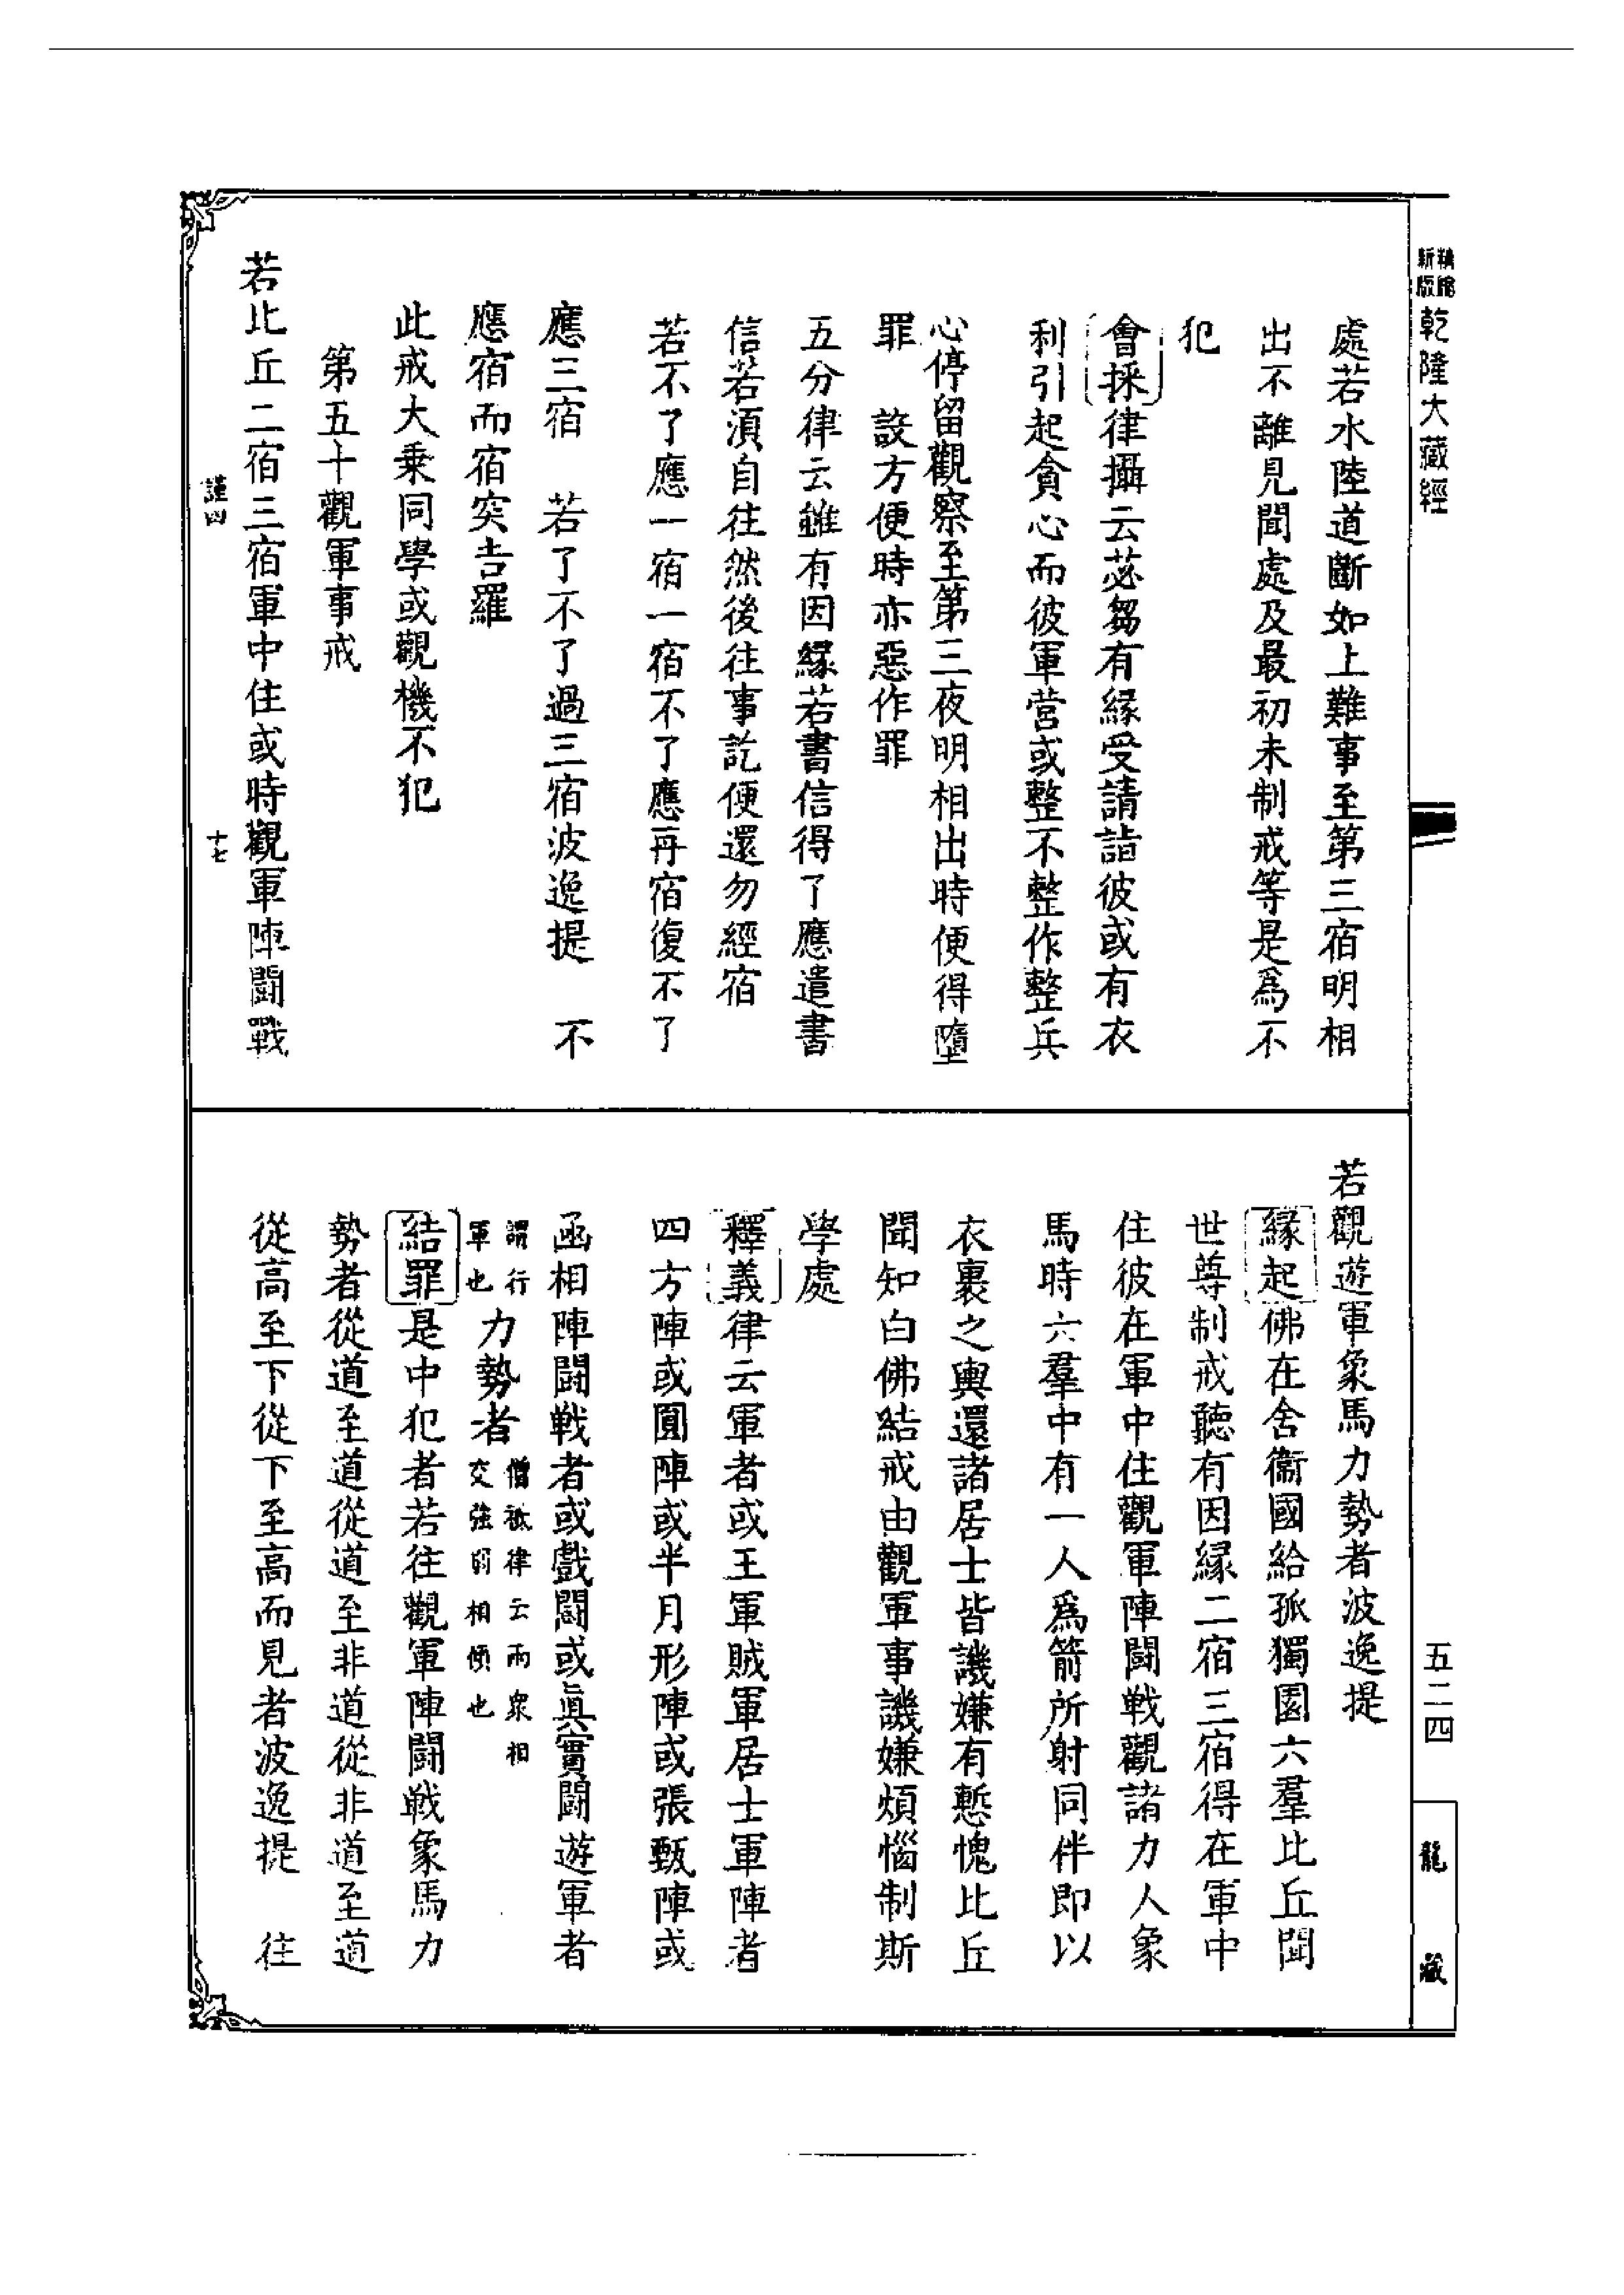 新版
精縮
乾隆大藏經
處若水陸道斷如上難事至第三宿明相
出不離見聞處及最初未制戒等是爲不
犯
會採律攝云苾芻有緣受請詣彼或有衣
利引起貪心而彼軍營或整不整作整兵
心停留觀察至第三夜明相出時便得墮
罪　設方便時亦惡作罪
五分律云雖有因緣若書信得了應遣書
信若須自往然後往事訖便還勿經宿
若不了應一宿一宿不了應再宿復不了
應三宿　若了不了過三宿波逸提　不
應宿而宿突吉羅
此戒大乘同學或觀機不犯
第五十觀軍事戒
若比丘二宿三宿軍中住或時觀軍陣鬬戰
謹四
十七
若觀遊軍象馬力勢者波逸提
緣起佛在舍衞國給孤獨園六羣比丘聞
世尊制戒聽有因緣二宿三宿得在軍中
住彼在軍中住觀軍陣鬬戰觀諸力人象
馬時六羣中有一人爲箭所射同伴即以
衣裹之輿還諸居士皆譏嫌有慙愧比丘
聞知白佛結戒由觀軍事譏嫌煩惱制斯
學處
釋義律云軍者或王軍賊軍居士軍陣者
四方陣或圓陣或半月形陣或張甄陣或
函相陣鬬戰者或戲鬬或眞實鬬遊軍者
謂行軍也力勢者僧祇律云兩衆相交強弱相傾也
結罪是中犯者若往觀軍陣鬬戰象馬力
勢者從道至道從道至非道從非道至道
從高至下從下至高而見者波逸提　往
五二四
龍藏